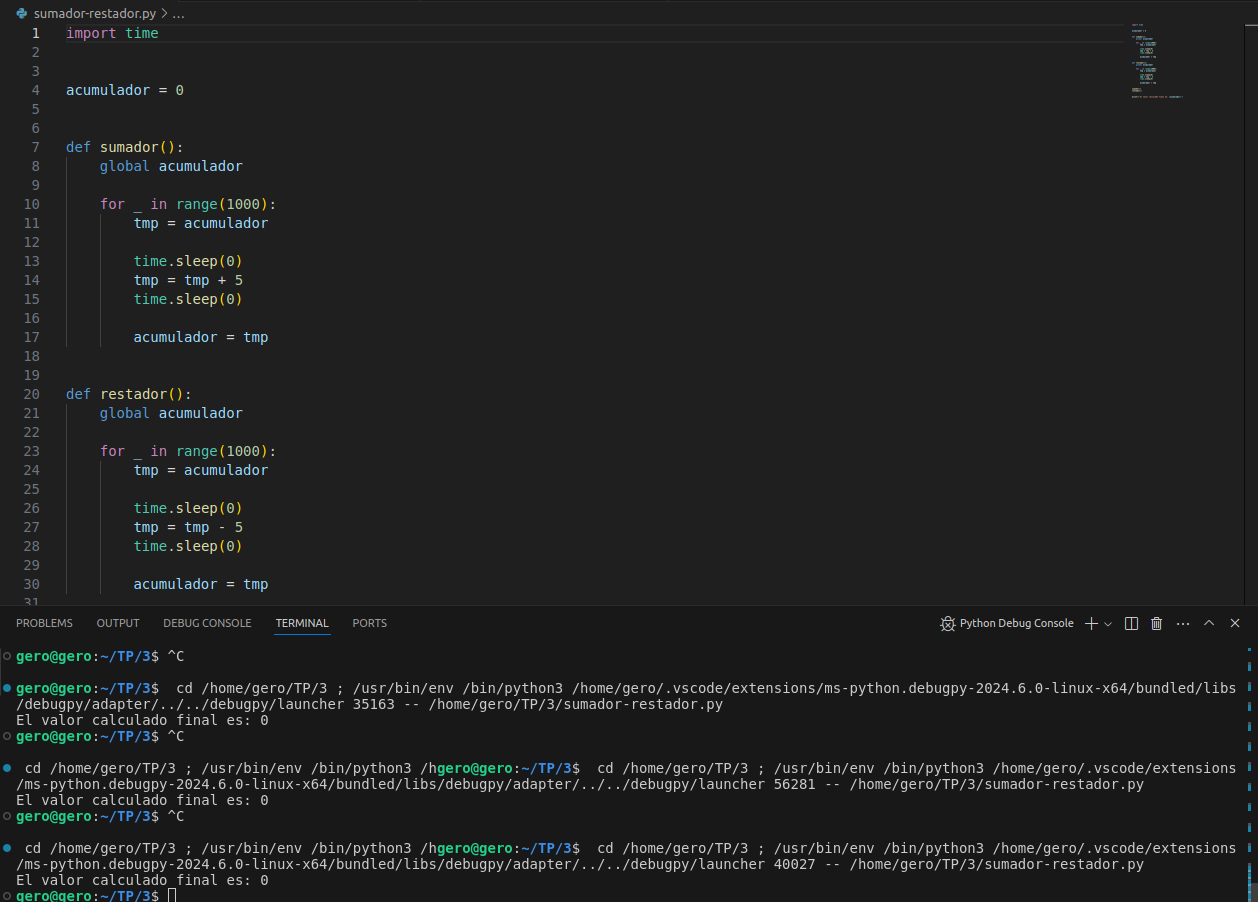 sumador-restador.py > ...
1 import time
2
3
4 acumulador = 0
5
6
7 def sumador():
8 global acumulador
9
10 for _ in range(1000):
11 tmp = acumulador
12
13 time.sleep(0)
14 tmp = tmp + 5
15 time.sleep(0)
16
17 acumulador = tmp
18
19
20 def restador():
21 global acumulador
22
23 for _ in range(1000):
24 tmp = acumulador
25
26 time.sleep(0)
27 tmp = tmp - 5
28 time.sleep(0)
29
30 acumulador = tmp
31
PROBLEMS OUTPUT DEBUG CONSOLE TERMINAL PORTS Python Debug Console
gero@gero:~/TP/3$ ^C
gero@gero:~/TP/3$  cd /home/gero/TP/3 ; /usr/bin/env /bin/python3 /home/gero/.vscode/extensions/ms-python.debugpy-2024.6.0-linux-x64/bundled/libs
/debugpy/adapter/../../debugpy/launcher 35163 -- /home/gero/TP/3/sumador-restador.py
El valor calculado final es: 0
gero@gero:~/TP/3$ ^C
cd /home/gero/TP/3 ; /usr/bin/env /bin/python3 /hgero@gero:~/TP/3$  cd /home/gero/TP/3 ; /usr/bin/env /bin/python3 /home/gero/.vscode/extensions
/ms-python.debugpy-2024.6.0-linux-x64/bundled/libs/debugpy/adapter/../../debugpy/launcher 56281 -- /home/gero/TP/3/sumador-restador.py
El valor calculado final es: 0
gero@gero:~/TP/3$ ^C
cd /home/gero/TP/3 ; /usr/bin/env /bin/python3 /hgero@gero:~/TP/3$  cd /home/gero/TP/3 ; /usr/bin/env /bin/python3 /home/gero/.vscode/extensions
/ms-python.debugpy-2024.6.0-linux-x64/bundled/libs/debugpy/adapter/../../debugpy/launcher 40027 -- /home/gero/TP/3/sumador-restador.py
El valor calculado final es: 0
gero@gero:~/TP/3$